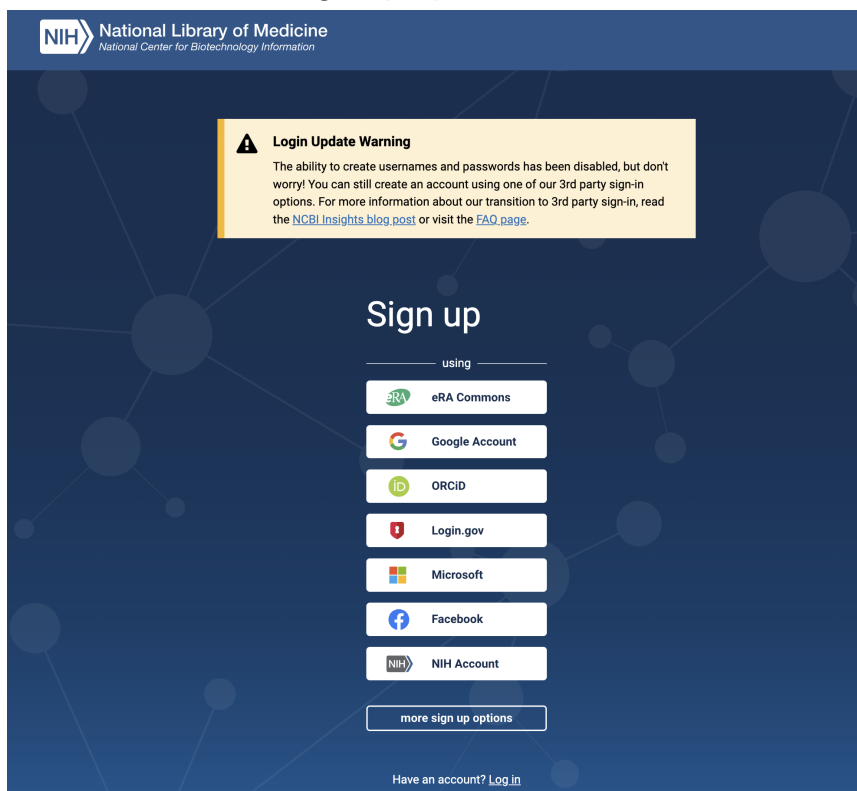 NIH
National Library of Medicine
National Center for Biotechnology Information
Login Update Warning
The ability to create usernames and passwords has been disabled, but don't
worry! You can still create an account using one of our 3rd party sign-in
options. For more information about our transition to 3rd party sign-in, read
the NCBI Insights blog post or visit the FAQ page.
Sign up
using
eRA eRA Commons
Google Account
iD ORCiD
Login.gov
Microsoft
Facebook
NIH NIH Account
more sign up options
Have an account? Log in